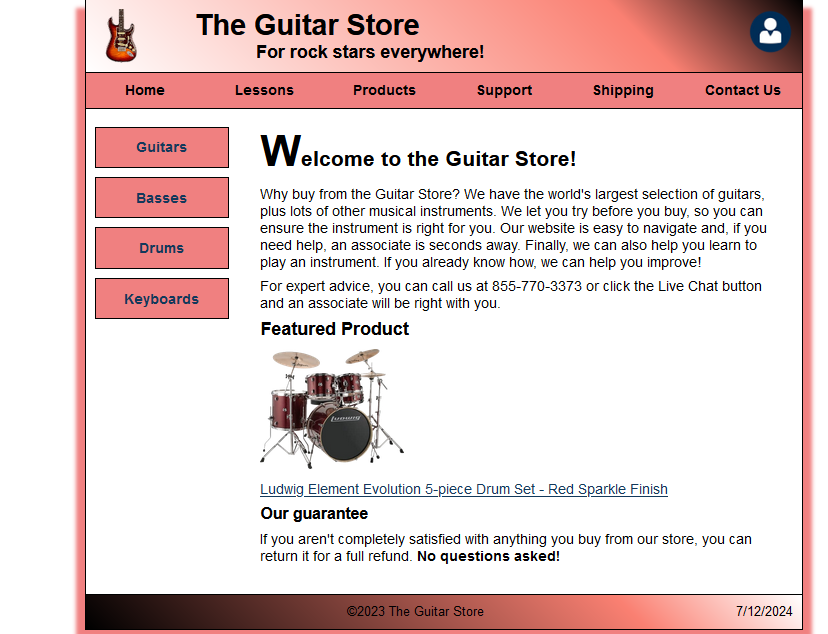 The Guitar Store
For rock stars everywhere!
Home Lessons Products Support Shipping Contact Us
Guitars
Basses
Drums
Keyboards
Welcome to the Guitar Store!
Why buy from the Guitar Store? We have the world's largest selection of guitars,
plus lots of other musical instruments. We let you try before you buy, so you can
ensure the instrument is right for you. Our website is easy to navigate and, if you
need help, an associate is seconds away. Finally, we can also help you learn to
play an instrument. If you already know how, we can help you improve!
For expert advice, you can call us at 855-770-3373 or click the Live Chat button
and an associate will be right with you.
Featured Product
Ludwig
Ludwig Element Evolution 5-piece Drum Set - Red Sparkle Finish
Our guarantee
If you aren't completely satisfied with anything you buy from our store, you can
return it for a full refund. No questions asked!
©2023 The Guitar Store 7/12/2024